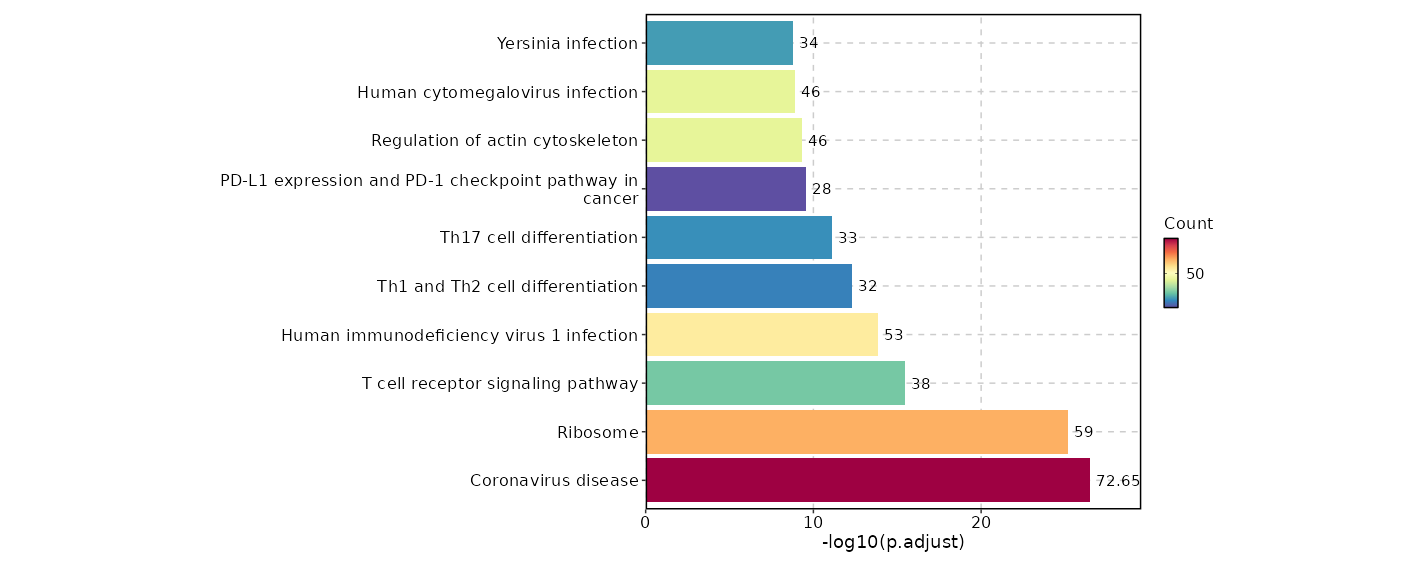 Yersinia infection
34
Human cytomegalovirus infection
46
Regulation of actin cytoskeleton
46
PD-L1 expression and PD-1 checkpoint pathway in
cancer
28
Th17 cell differentiation
33
Th1 and Th2 cell differentiation
32
Human immunodeficiency virus 1 infection
53
T cell receptor signaling pathway
38
Ribosome
59
Coronavirus disease
72.65
0
10
20
-log10(p.adjust)
Count
50